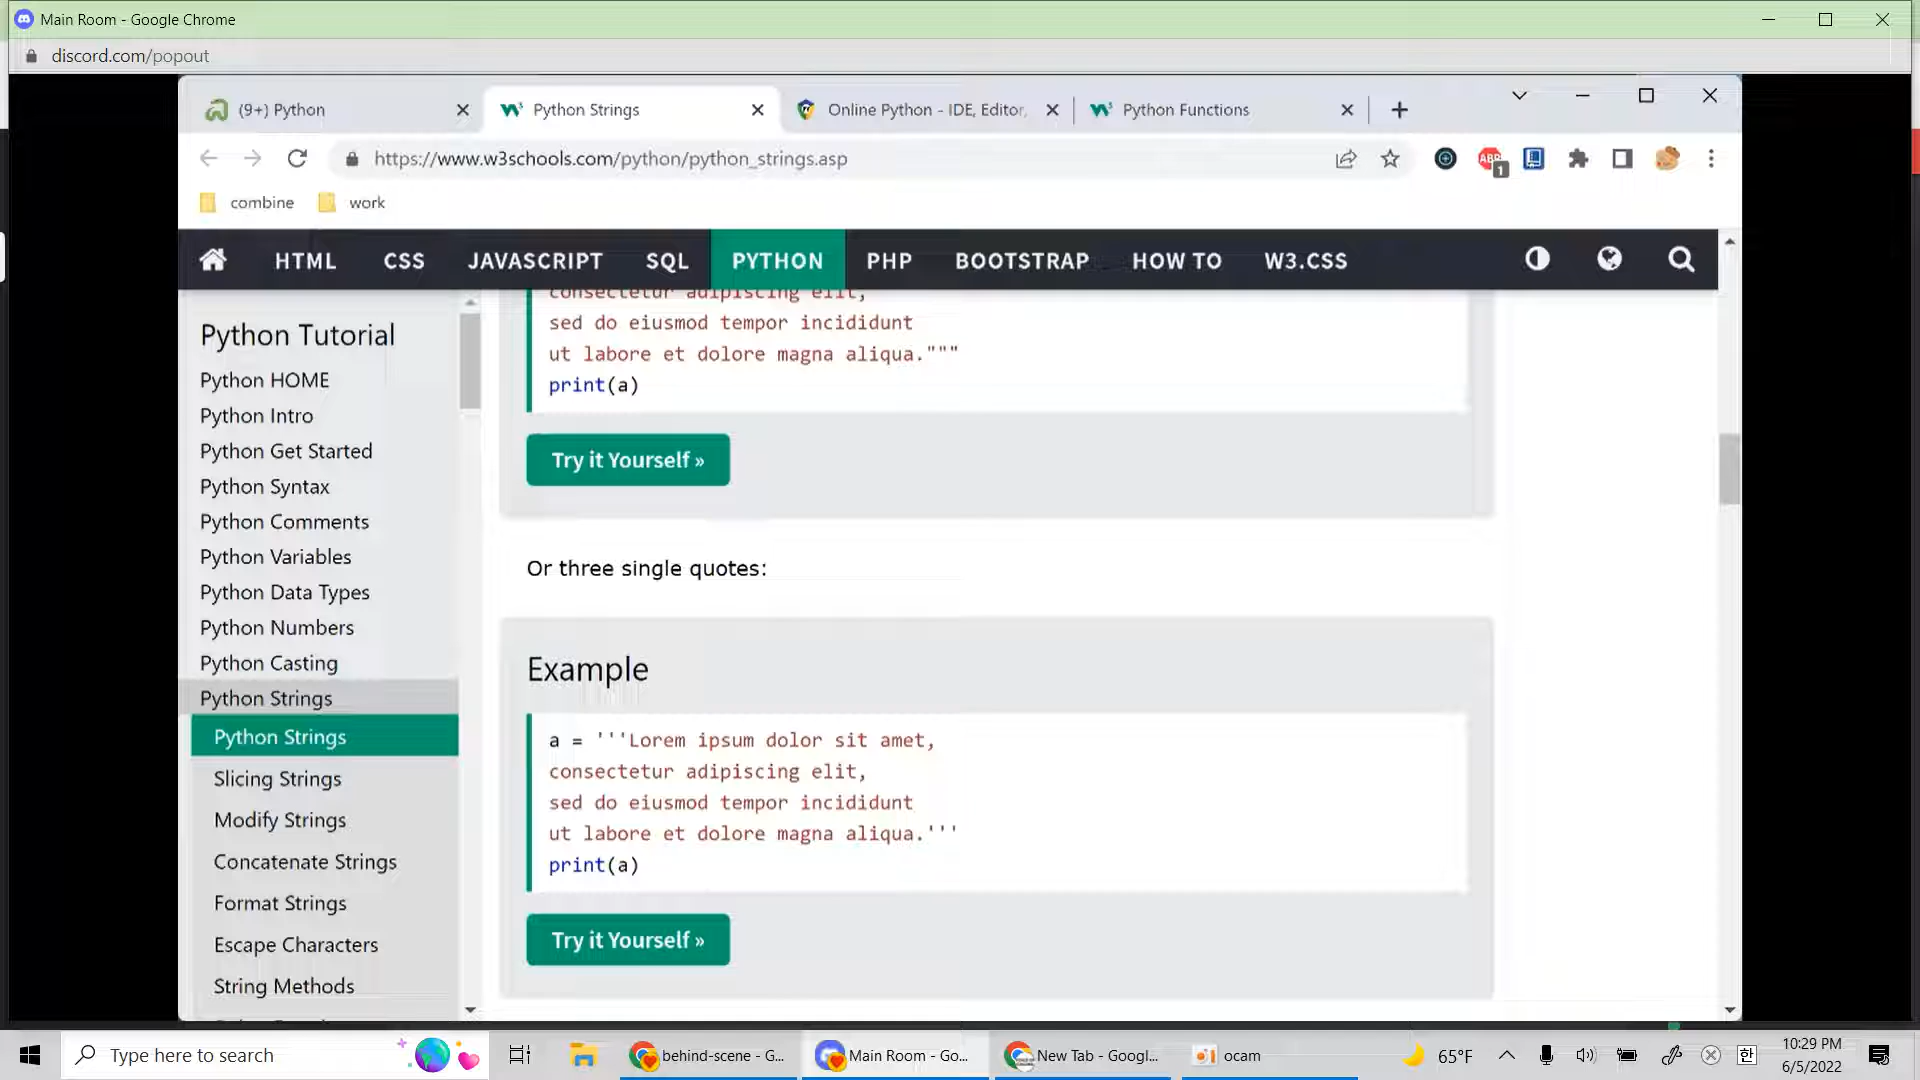 Main Room - Google Chrome
discord.com/popout
(9+) Python
Python Strings
Online Python - IDE, Editor,
Python Functions
https://www.w3schools.com/python/python_strings.asp
ABP
1
combine
work
HTML
CSS
JAVASCRIPT
SQL
PYTHON
PHP
BOOTSTRAP
HOW TO
W3.CSS
Python Tutorial
Python HOME
Python Intro
Python Get Started
Python Syntax
Python Comments
Python Variables
Python Data Types
Python Numbers
Python Casting
Python Strings
Python Strings
Slicing Strings
Modify Strings
Concatenate Strings
Format Strings
Escape Characters
String Methods
consectetur adipiscing elit,
sed do eiusmod tempor incididunt
ut labore et dolore magna aliqua."""
print(a)
Try it Yourself »
Or three single quotes:
Example
a = '''Lorem ipsum dolor sit amet,
consectetur adipiscing elit,
sed do eiusmod tempor incididunt
ut labore et dolore magna aliqua.'''
print(a)
Try it Yourself »
Type here to search
behind-scene - G...
Main Room - Go...
New Tab - Googl...
ocam
65°F
한
10:29 PM
6/5/2022